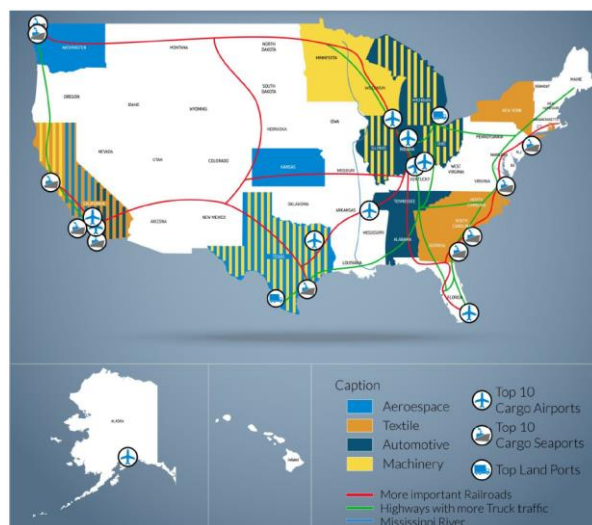 WASHINGTON
MONTANA
NORTH
DAKOTA
MINNESOTA
MAINE
OREGON
IDAHO
WYOMING
SOUTH
DAKOTA
WISCONSIN
MICHIGAN
NEW YORK
VERMONT
MASSACHUSETTS
NEBRASKA
IOWA
PENNSYLVANIA
NEVADA
UTAH
COLORADO
KANSAS
MISSOURI
ILLINOIS
INDIANA
OHIO
WEST
VIRGINIA
VIRGINIA
KENTUCKY
CALIFORNIA
ARIZONA
NEW MEXICO
OKLAHOMA
ARKANSAS
TENNESSEE
NORTH
CAROLINA
SOUTH
CAROLINA
TEXAS
LOUISIANA
MISSISSIPPI
ALABAMA
GEORGIA
FLORIDA
ALASKA
HAWAII
Caption
Aerospace
Textile
Automotive
Machinery
Top 10
Cargo Airports
Top 10
Cargo Seaports
Top Land Ports
More important Railroads
Highways with more Truck traffic
Mississippi River